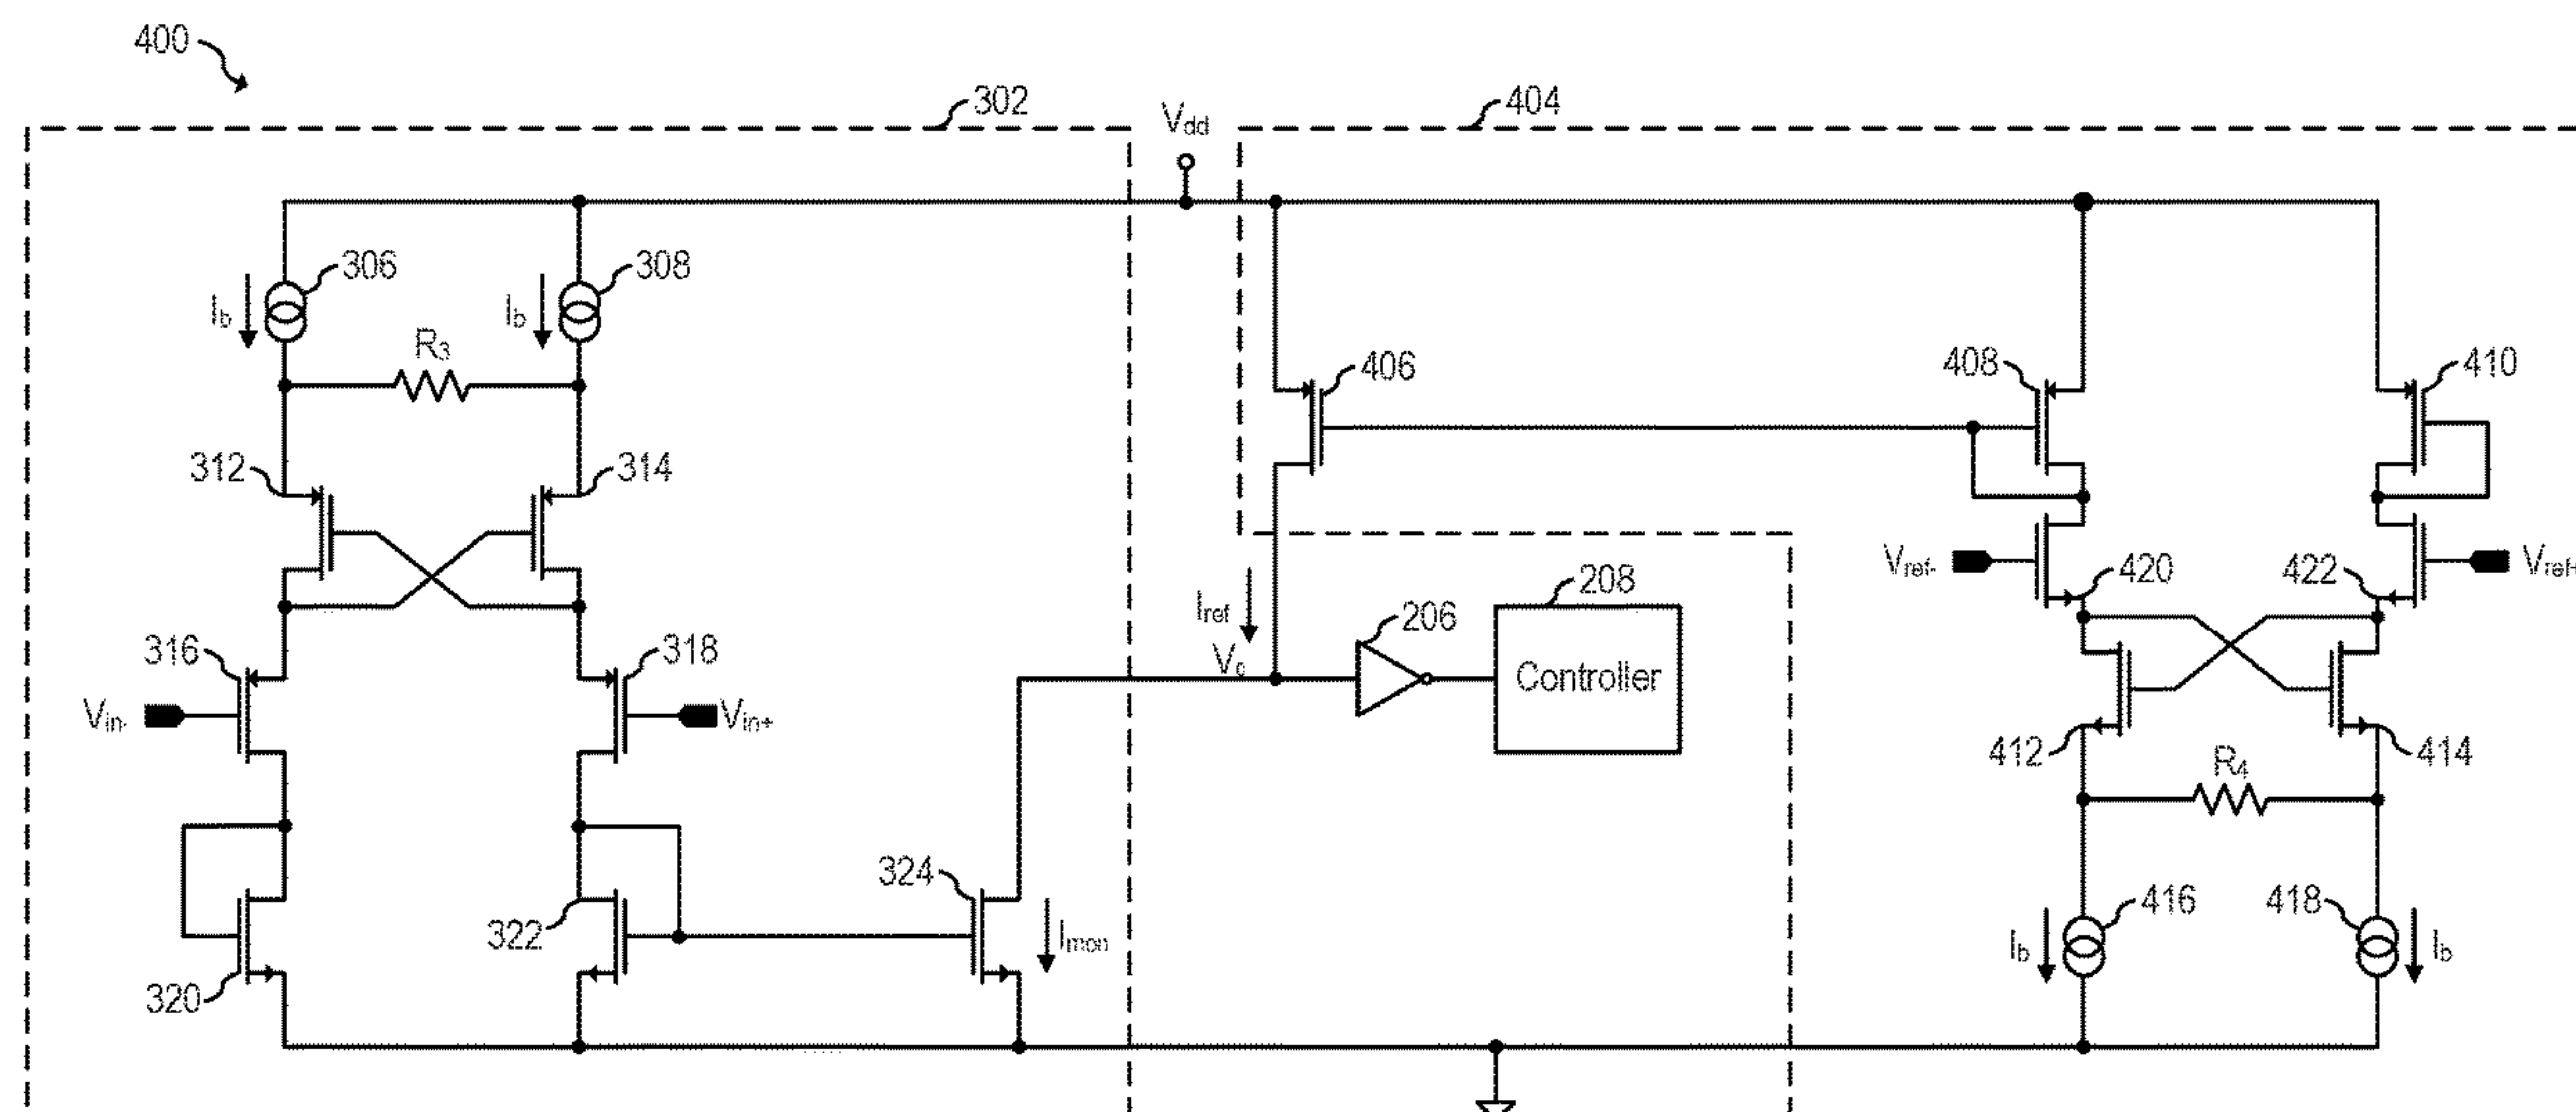 400
302
Vdd
404
306
308
Ib
Ib
R3
406
408
410
312
314
Vref-
420
422
Vref+
208
Iref
206
316
318
Vc
Controller
Vin-
Vin+
412
R4
414
324
416
418
322
Imon
Ib
Ib
320